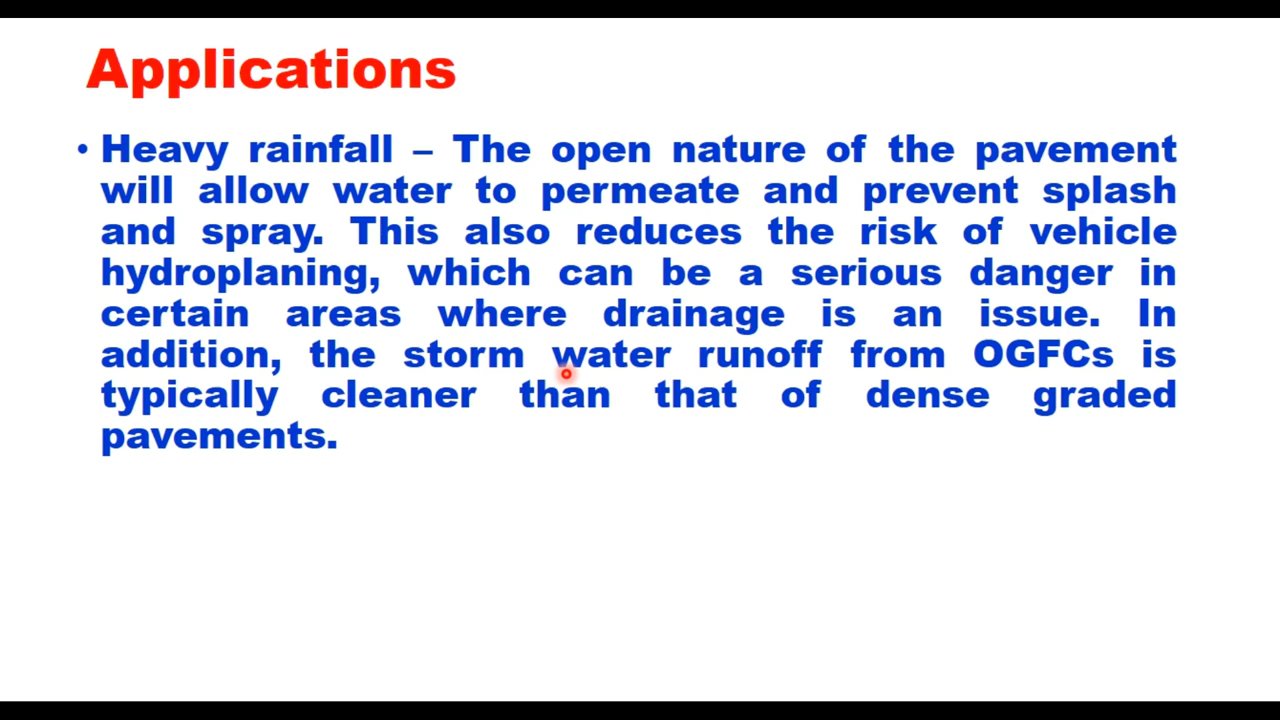 Applications
• Heavy rainfall – The open nature of the pavement
will allow water to permeate and prevent splash
and spray. This also reduces the risk of vehicle
hydroplaning, which can be a serious danger in
certain areas where drainage is an issue. In
addition, the storm water runoff from OGFCs is
typically cleaner than that of dense graded
pavements.